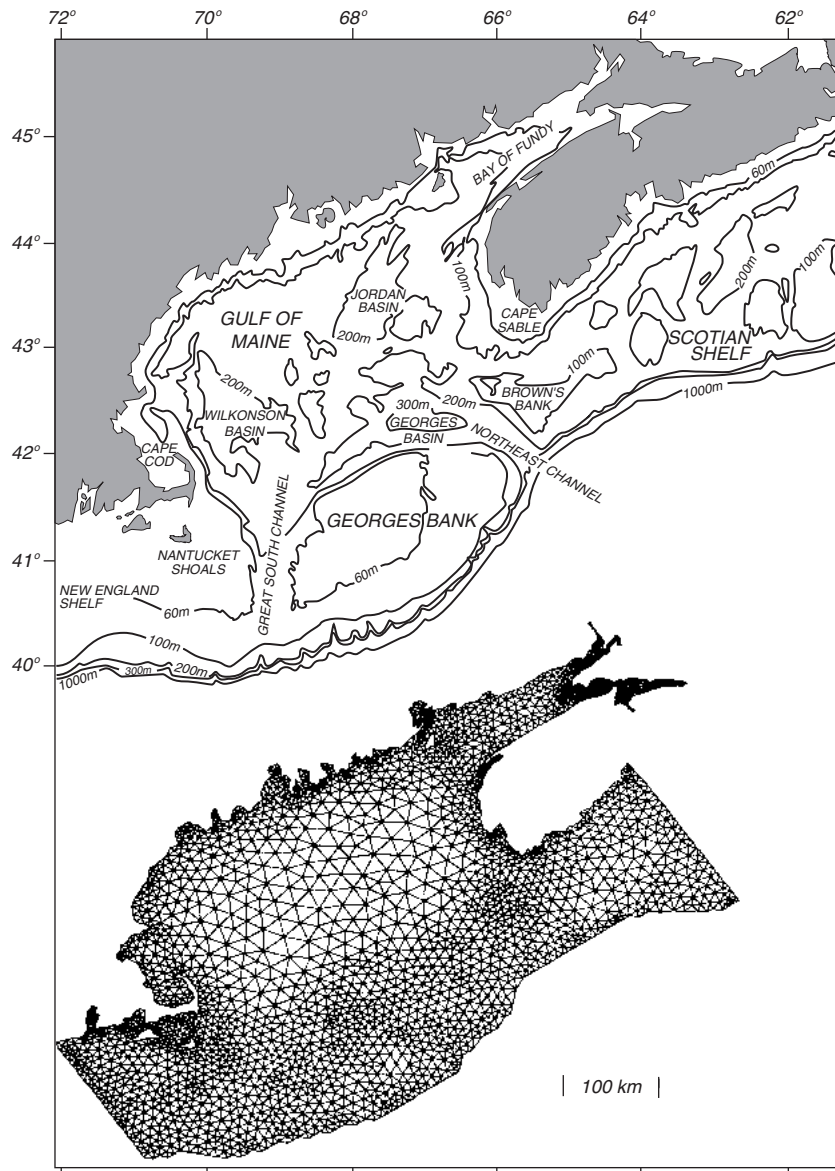 72° 70° 68° 66° 64° 62°
45°
44°
43°
42°
41°
40°
BAY OF FUNDY
60m
100m
200m
100m
JORDAN
BASIN
CAPE
SABLE
GULF OF
MAINE
200m
SCOTIAN
SHELF
100m
200m
300m
200m
BROWN'S
BANK
1000m
WILKONSON
BASIN
GEORGES
BASIN
NORTHEAST CHANNEL
CAPE
COD
GREAT SOUTH CHANNEL
GEORGES BANK
NANTUCKET
SHOALS
60m
NEW ENGLAND
SHELF
60m
100m
200m
300m
1000m
100 km